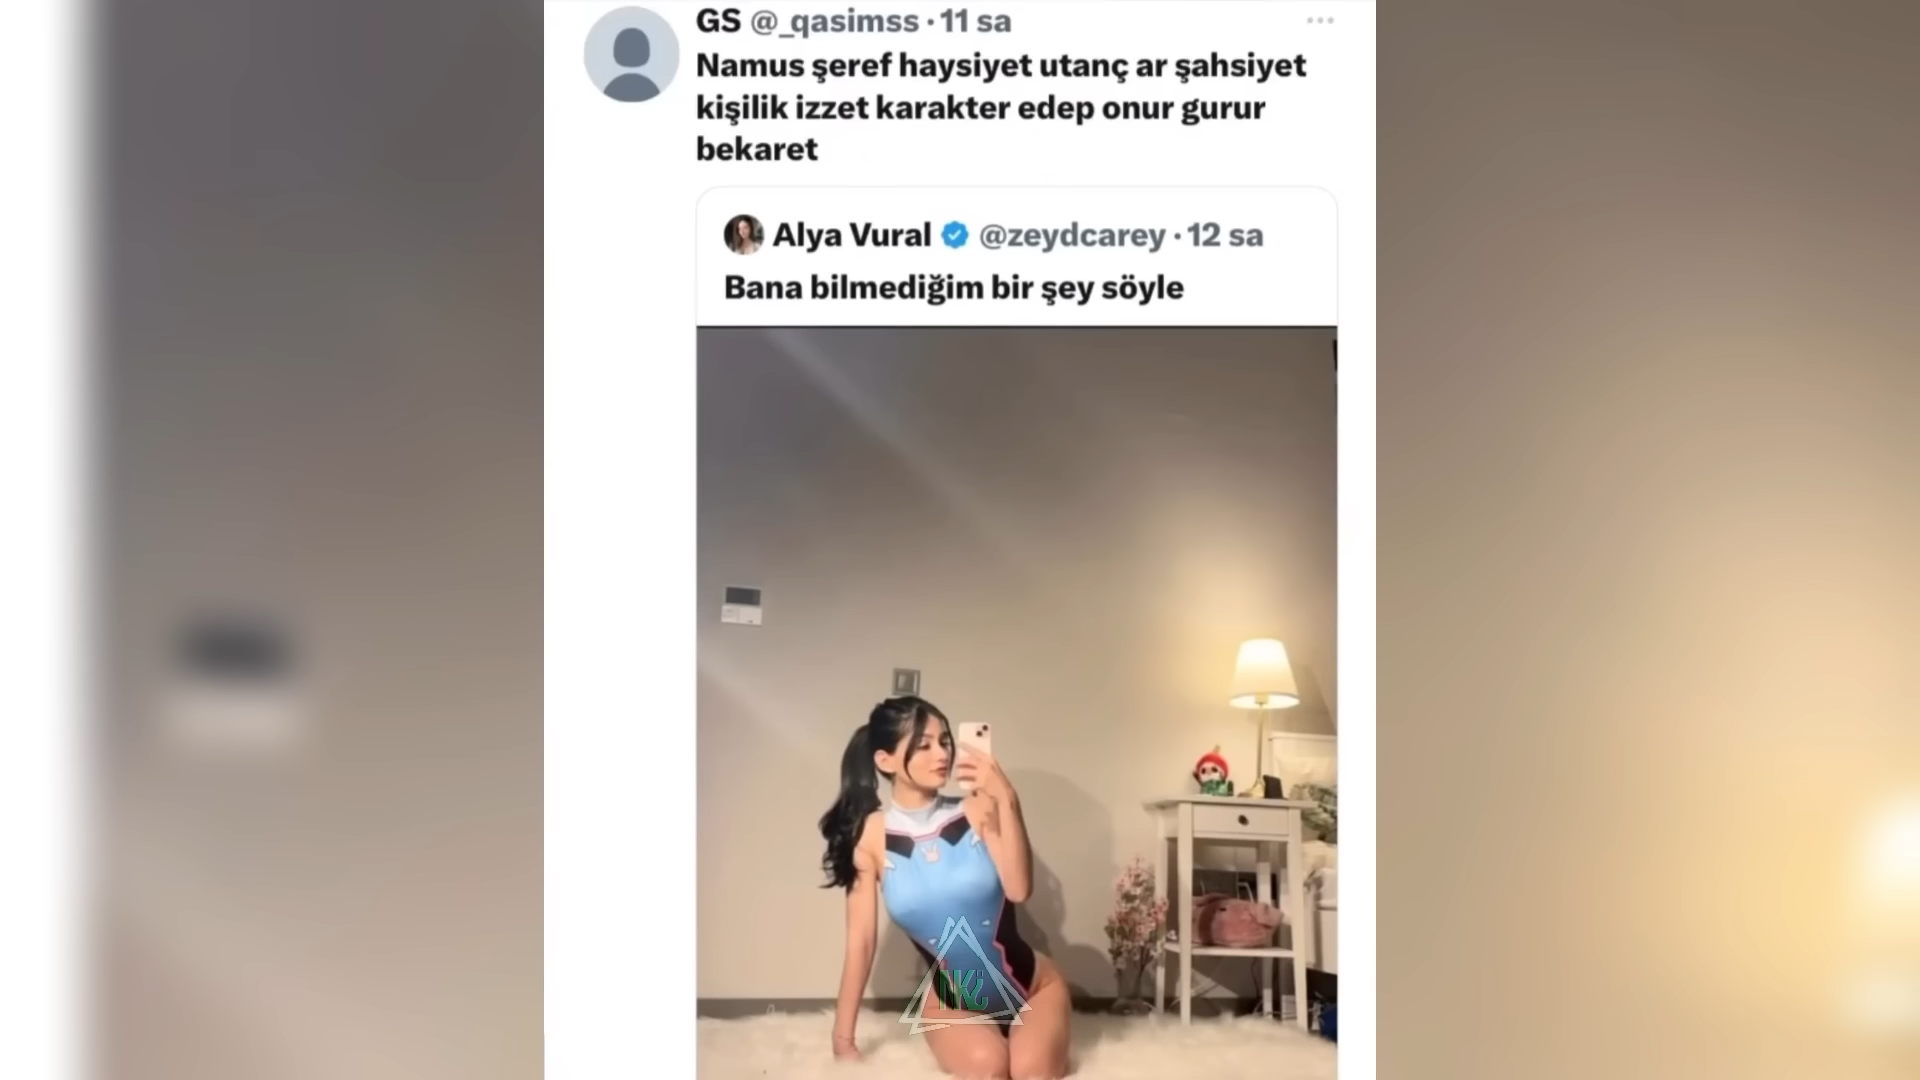 GS @_qasimss · 11 sa
Namus şeref haysiyet utanç ar şahsiyet
kişilik izzet karakter edep onur gurur
bekaret
Alya Vural @zeydcarey · 12 sa
Bana bilmediğim bir şey söyle